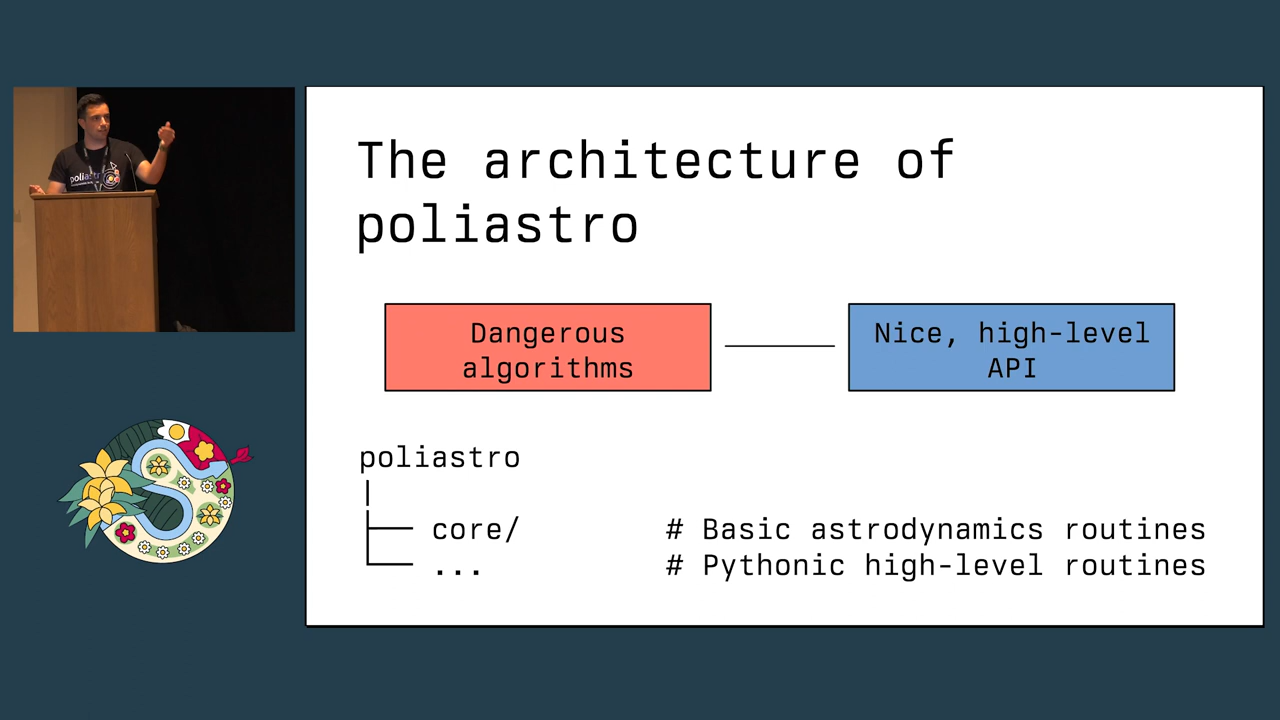 The architecture of
poliastro
Dangerous
algorithms
Nice, high-level
API
poliastro
core/ # Basic astrodynamics routines
... # Pythonic high-level routines
poliastro